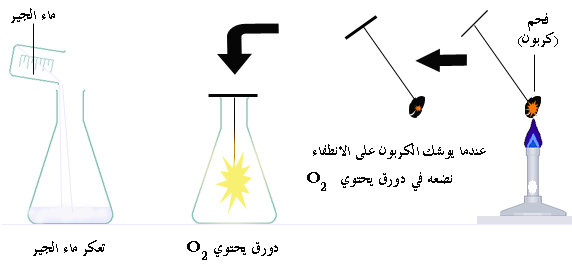 فحم
(كربون)
عندما يوشك الكربون على الانطفاء
نضعه في دورق يحتوي O2
دورق يحتوي O2
ماء الجير
تعكر ماء الجير